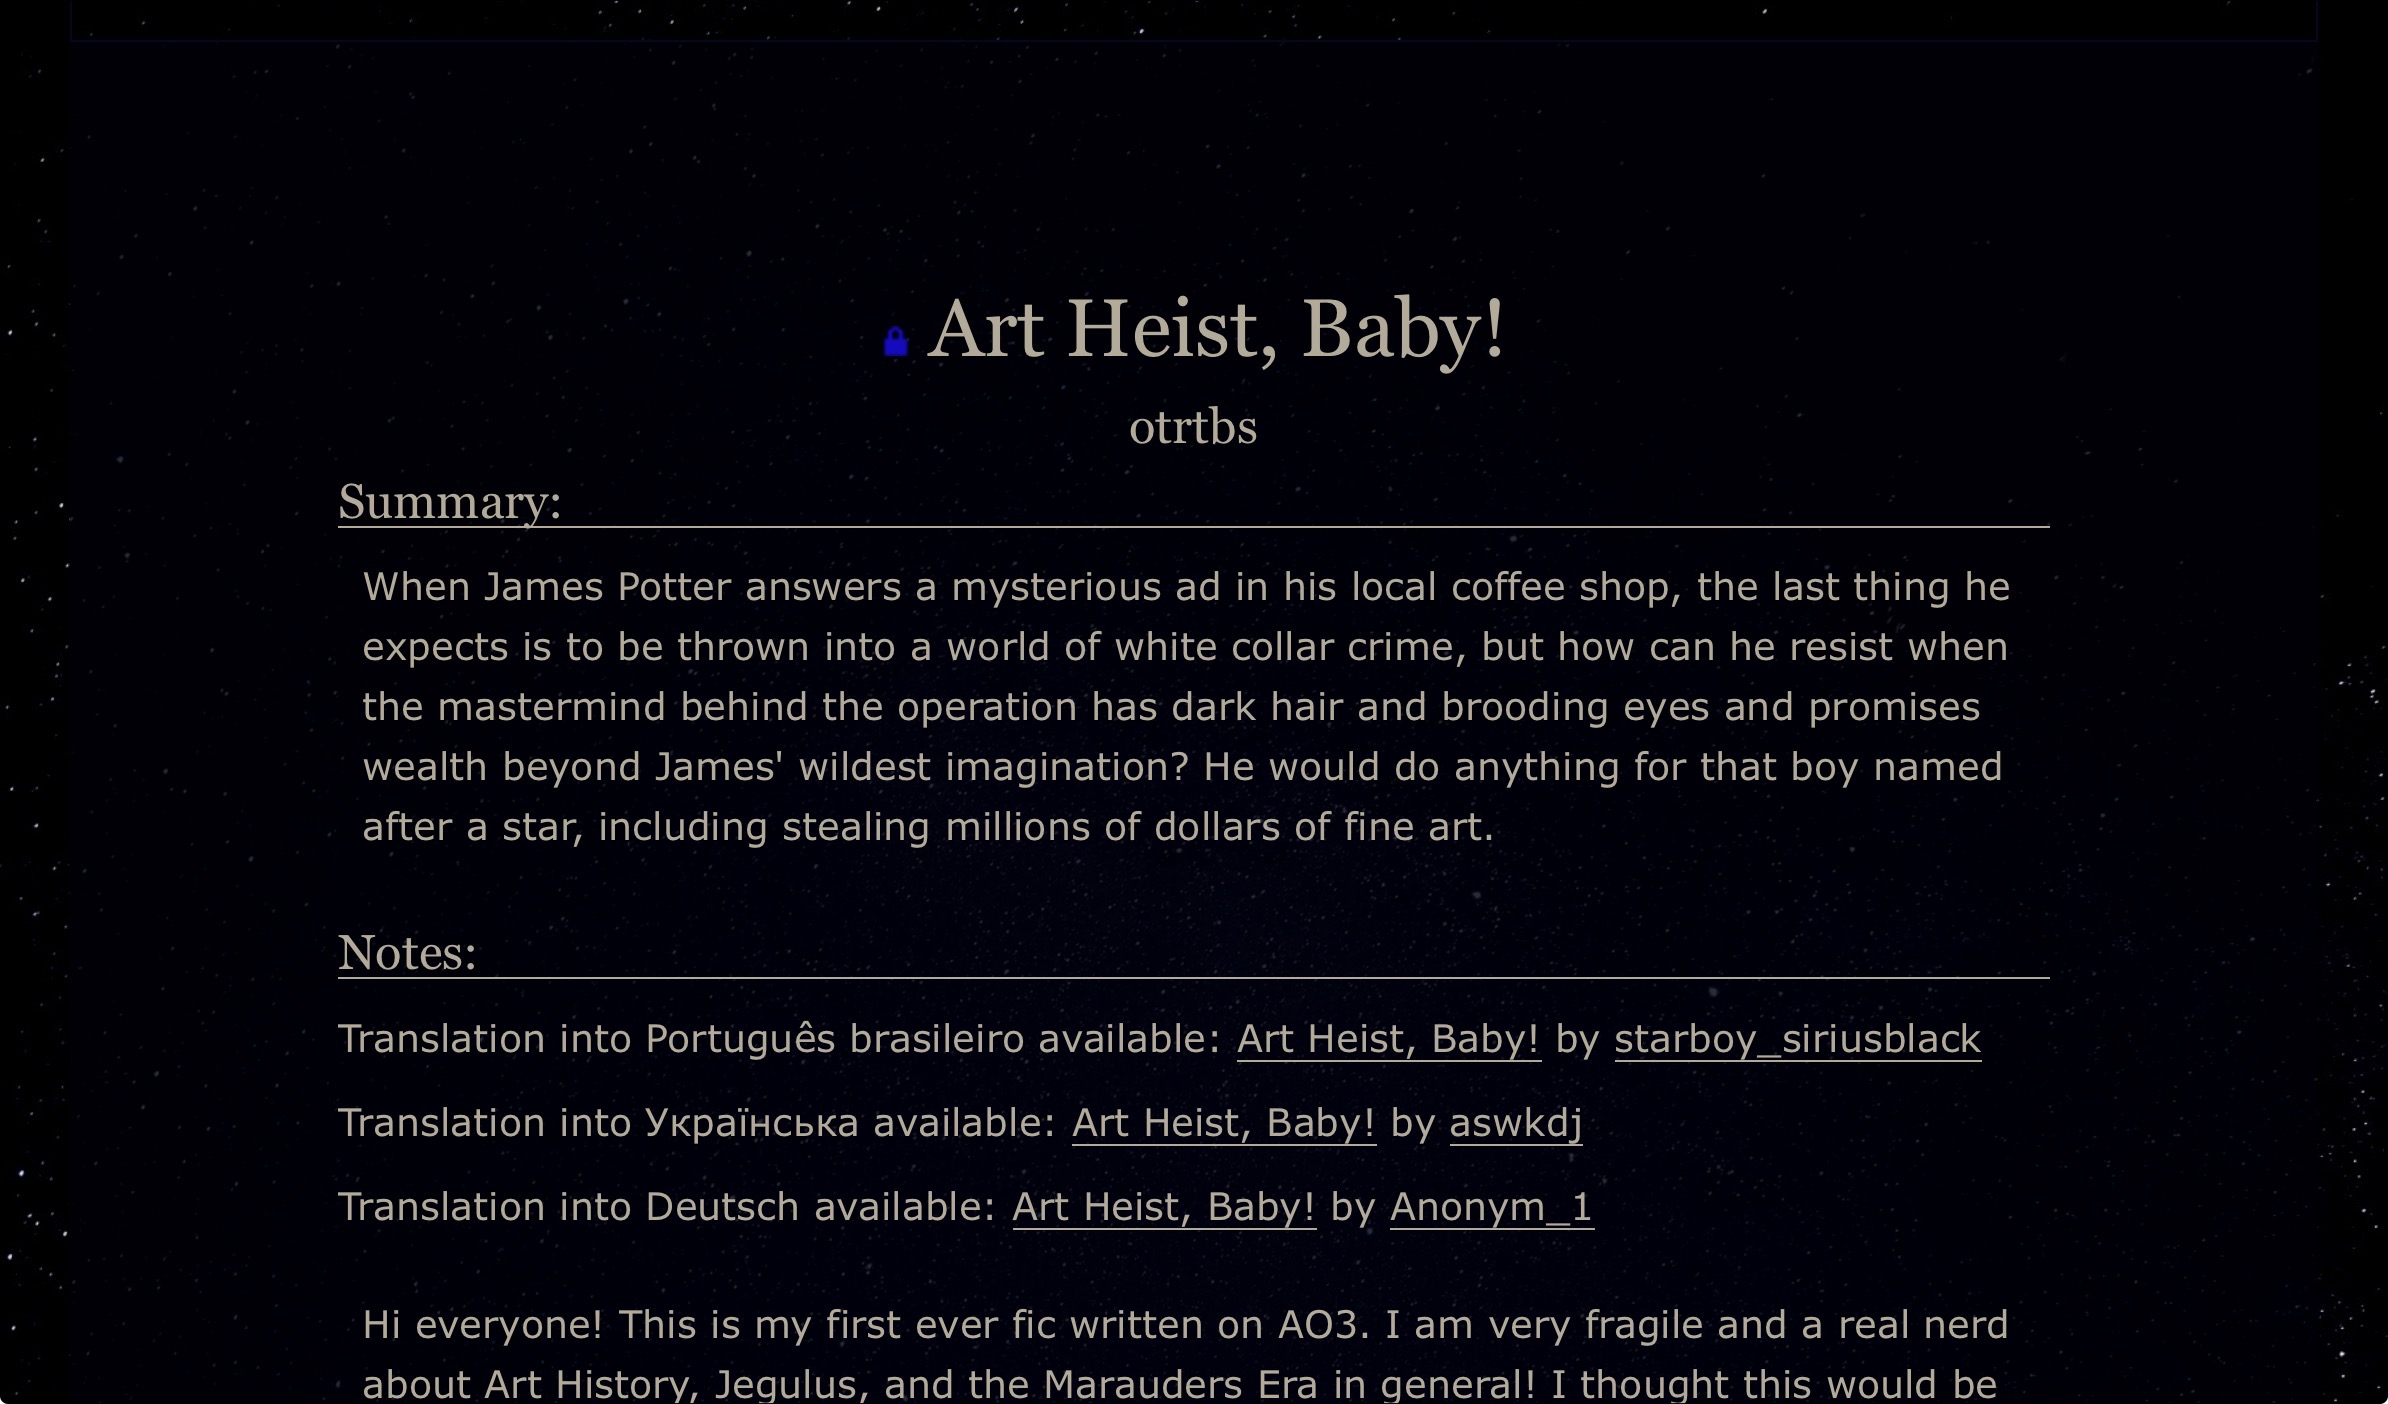 Art Heist, Baby!
otrtbs
Summary:
When James Potter answers a mysterious ad in his local coffee shop, the last thing he
expects is to be thrown into a world of white collar crime, but how can he resist when
the mastermind behind the operation has dark hair and brooding eyes and promises
wealth beyond James' wildest imagination? He would do anything for that boy named
after a star, including stealing millions of dollars of fine art.
Notes:
Translation into Português brasileiro available: Art Heist, Baby! by starboy_siriusblack
Translation into Українська available: Art Heist, Baby! by aswkdj
Translation into Deutsch available: Art Heist, Baby! by Anonym_1
Hi everyone! This is my first ever fic written on AO3. I am very fragile and a real nerd
about Art History, Jegulus, and the Marauders Era in general! I thought this would be